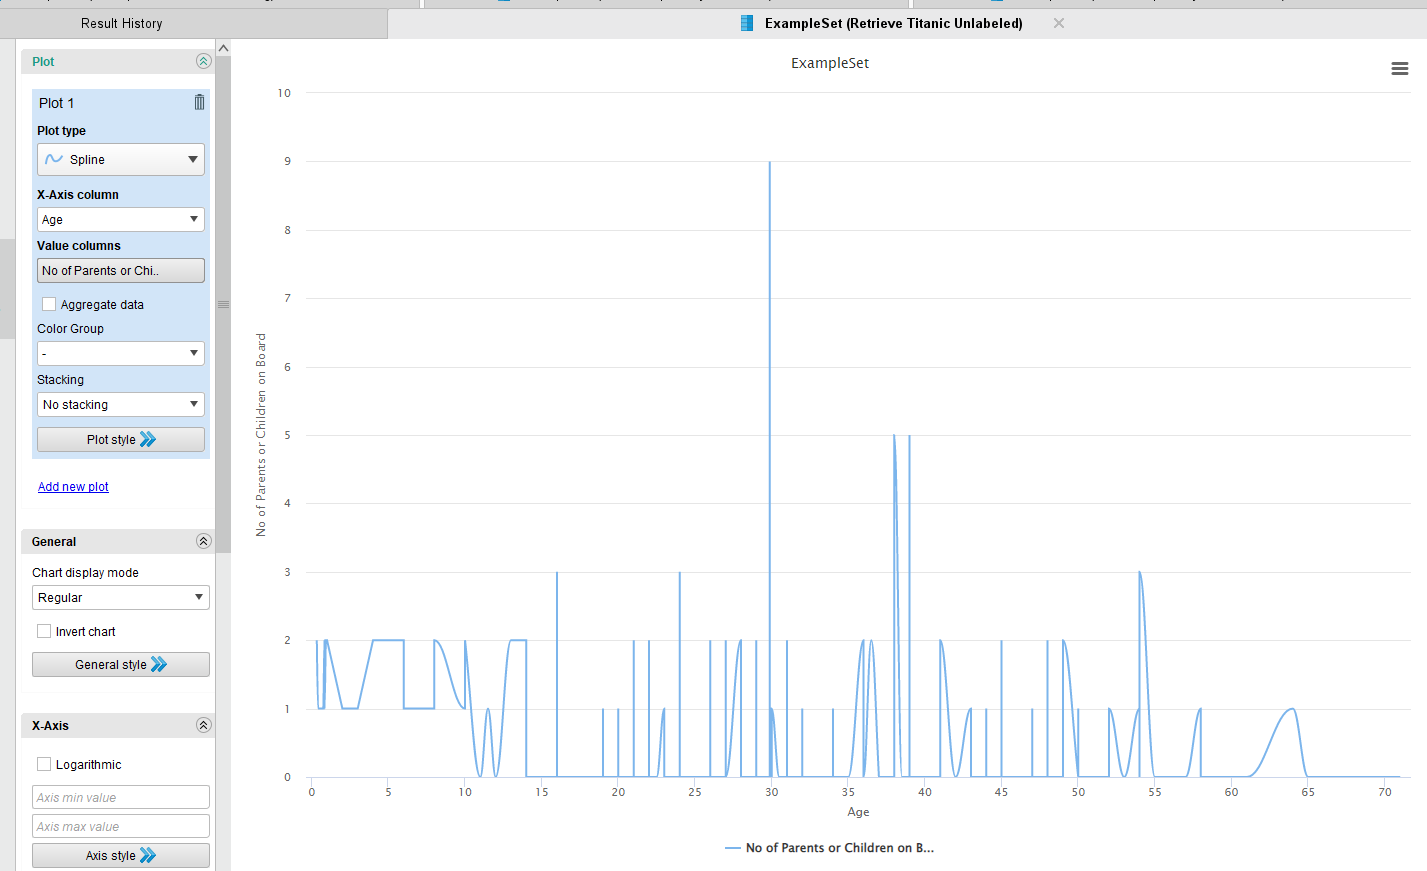 Result History
ExampleSet (Retrieve Titanic Unlabeled)
Plot
Plot 1
Plot type
Spline
X-Axis column
Age
Value columns
No of Parents or Chi..
Aggregate data
Color Group
-
Stacking
No stacking
Plot style
Add new plot
General
Chart display mode
Regular
Invert chart
General style
X-Axis
Logarithmic
Axis min value
Axis max value
Axis style
ExampleSet
10
9
8
7
6
5
4
3
2
1
0
No of Parents or Children on Board
0 5 10 15 20 25 30 35 40 45 50 55 60 65 70
Age
No of Parents or Children on B...